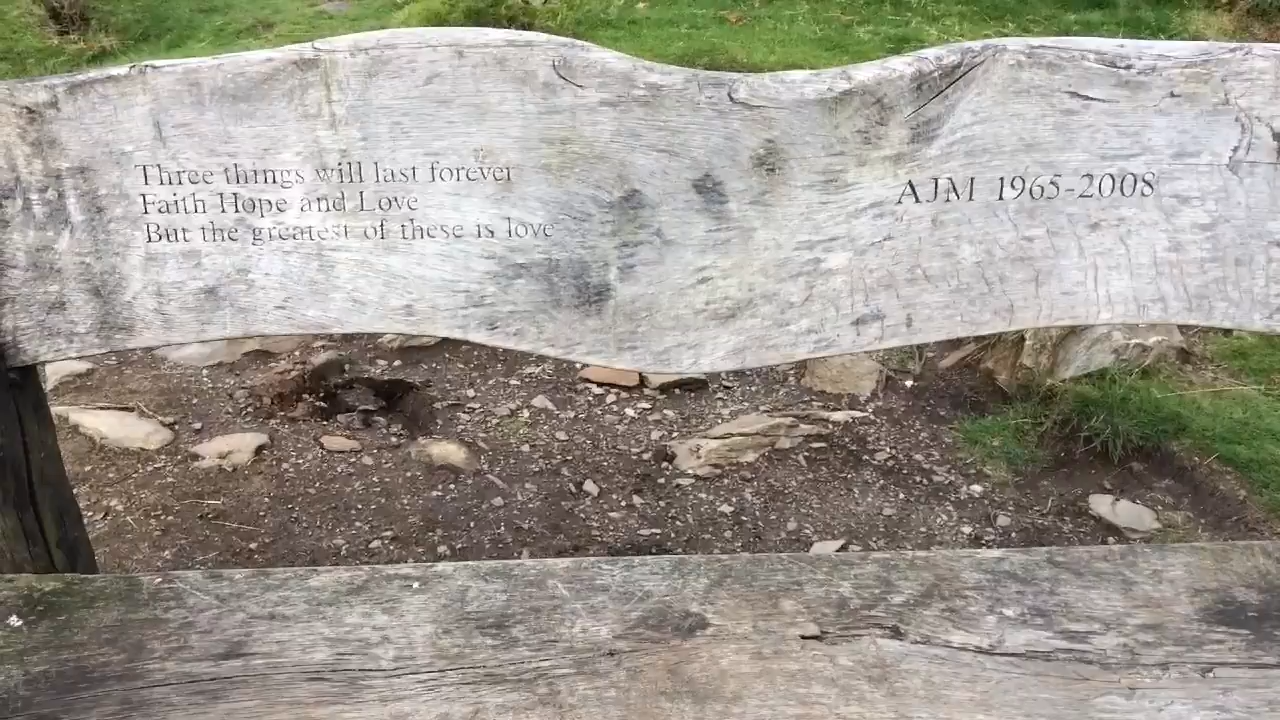 Three things will last forever
Faith Hope and Love
But the greatest of these is love
AJM 1965-2008